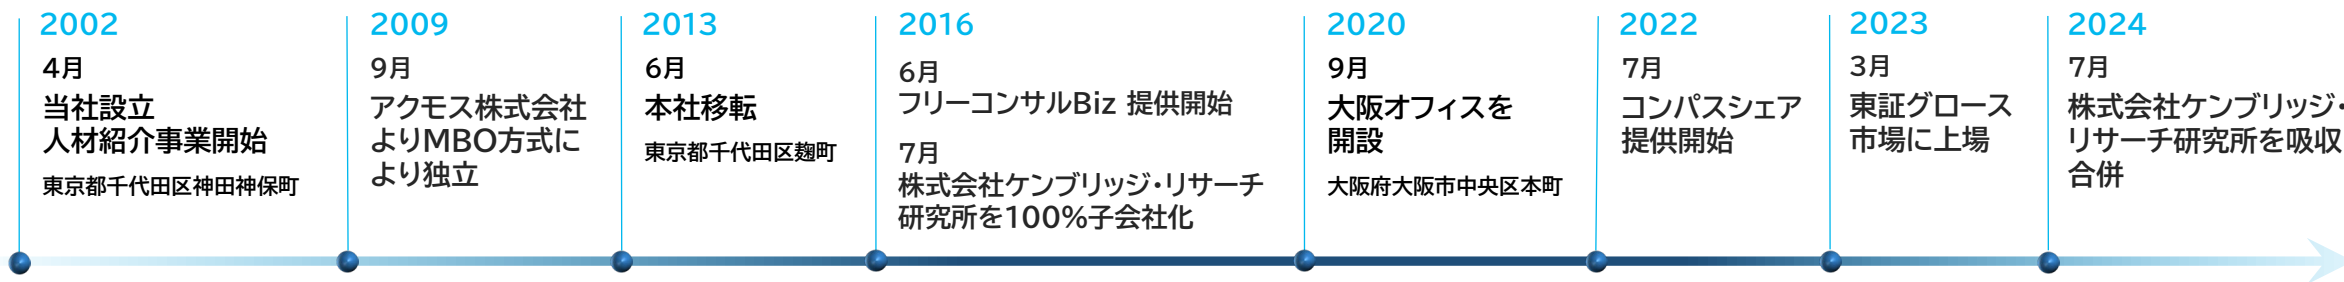 2002
4月
当社設立
人材紹介事業開始
東京都千代田区神田神保町
2009
9月
アクモス株式会社
よりMBO方式に
より独立
2013
6月
本社移転
東京都千代田区麹町
2016
6月
フリーコンサルBiz 提供開始
7月
株式会社ケンブリッジ・リサーチ
研究所を100%子会社化
2020
9月
大阪オフィスを
開設
大阪府大阪市中央区本町
2022
7月
コンパスシェア
提供開始
2023
3月
東証グロース
市場に上場
2024
7月
株式会社ケンブリッジ・
リサーチ研究所を吸収
合併